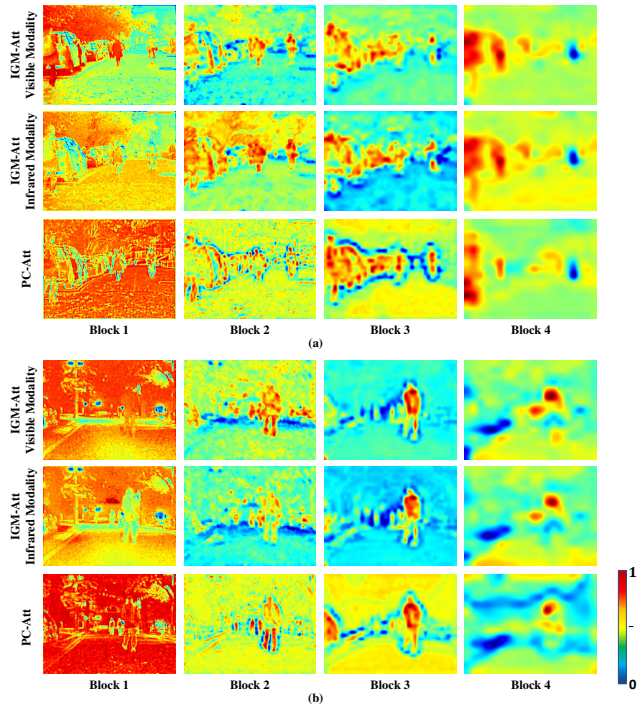 IGM-Att
Visible Modality
IGM-Att
Infrared Modality
PC-Att
Block 1 Block 2 Block 3 Block 4
(a)
IGM-Att
Visible Modality
IGM-Att
Infrared Modality
PC-Att
1
0
Block 1 Block 2 Block 3 Block 4
(b)